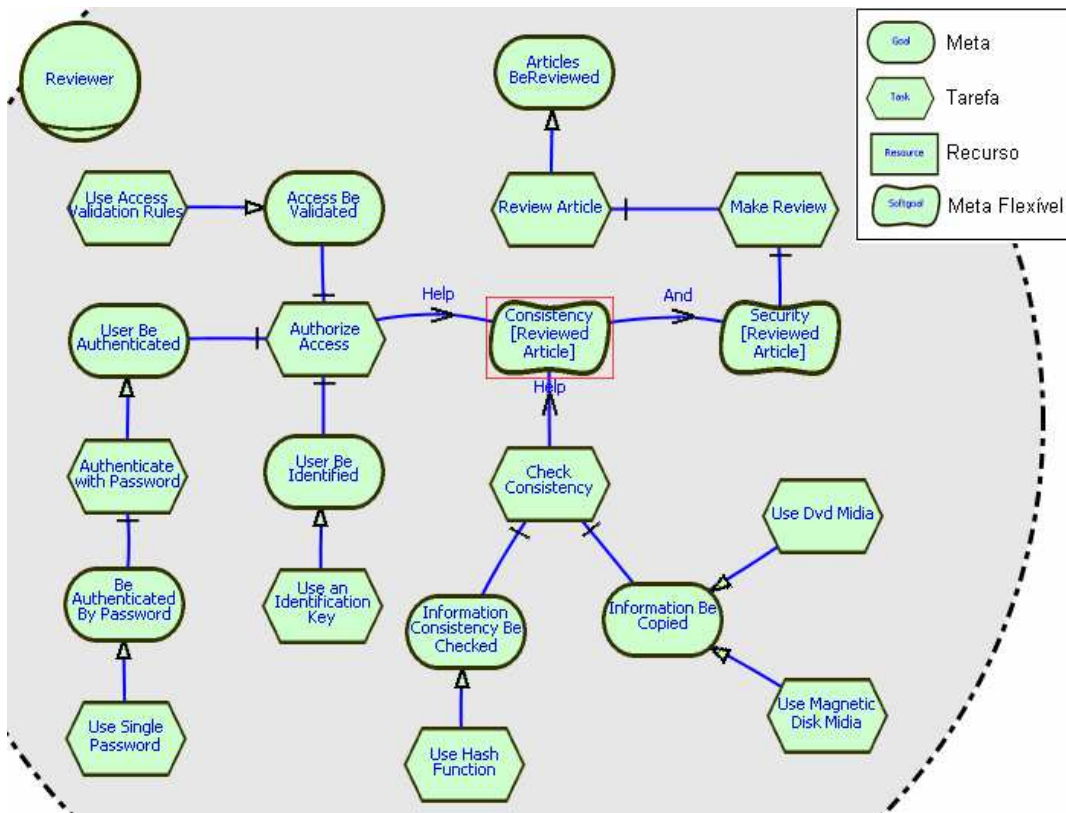 Reviewer
Articles
BeReviewed
Goal
Meta
Task
Tarefa
Resource
Recurso
Softgoal
Meta Flexível
Use Access
Validation Rules
Access Be
Validated
Review Article
Make Review
User Be
Authenticated
Authorize
Access
Help
Consistency
[Reviewed
Article]
And
Security
[Reviewed
Article]
Help
Authenticate
with Password
User Be
Identified
Check
Consistency
Use Dvd Midia
Be
Authenticated
By Password
Use an
Identification
Key
Information
Consistency Be
Checked
Information Be
Copied
Use Single
Password
Use Hash
Function
Use Magnetic
Disk Midia